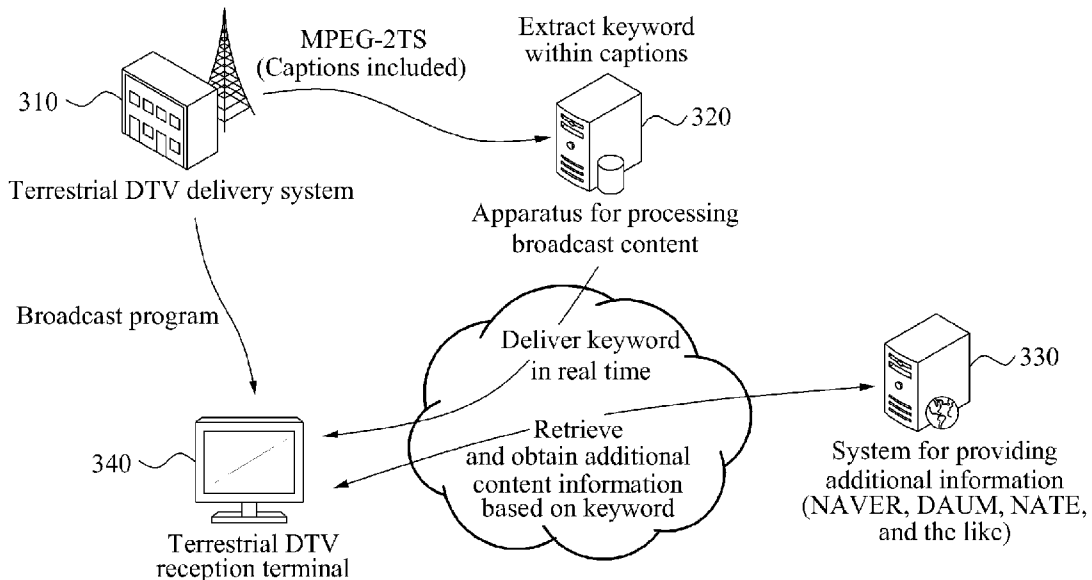 MPEG-2TS
(Captions included)
Extract keyword
within captions
310
320
Terrestrial DTV delivery system
Apparatus for processing
broadcast content
Broadcast program
Deliver keyword
in real time
330
Retrieve
and obtain additional
content information
based on keyword
340
System for providing
additional information
(NAVER, DAUM, NATE,
and the like)
Terrestrial DTV
reception terminal